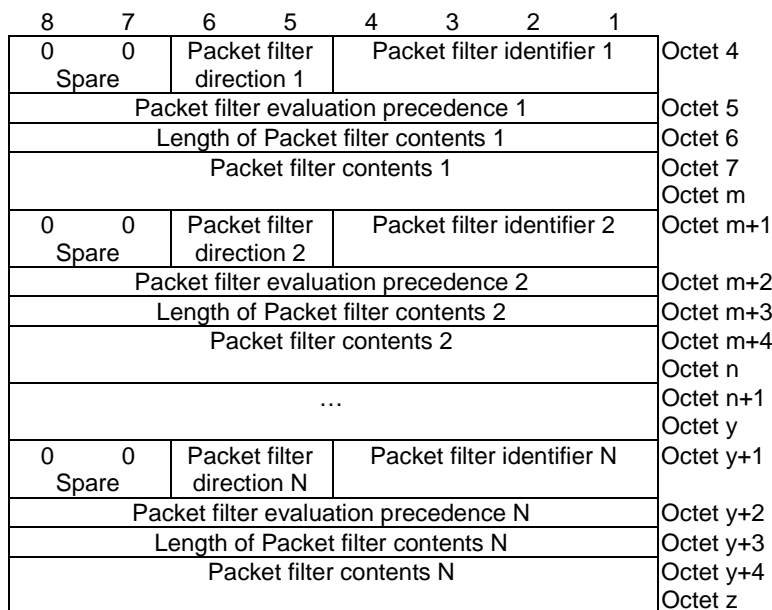 8 7 6 5 4 3 2 1
0 0 Packet filter Packet filter identifier 1 Octet 4
Spare direction 1
Packet filter evaluation precedence 1 Octet 5
Length of Packet filter contents 1 Octet 6
Packet filter contents 1 Octet 7
Octet m
0 0 Packet filter Packet filter identifier 2 Octet m+1
Spare direction 2
Packet filter evaluation precedence 2 Octet m+2
Length of Packet filter contents 2 Octet m+3
Packet filter contents 2 Octet m+4
Octet n
… Octet n+1
Octet y
0 0 Packet filter Packet filter identifier N Octet y+1
Spare direction N
Packet filter evaluation precedence N Octet y+2
Length of Packet filter contents N Octet y+3
Packet filter contents N Octet y+4
Octet z